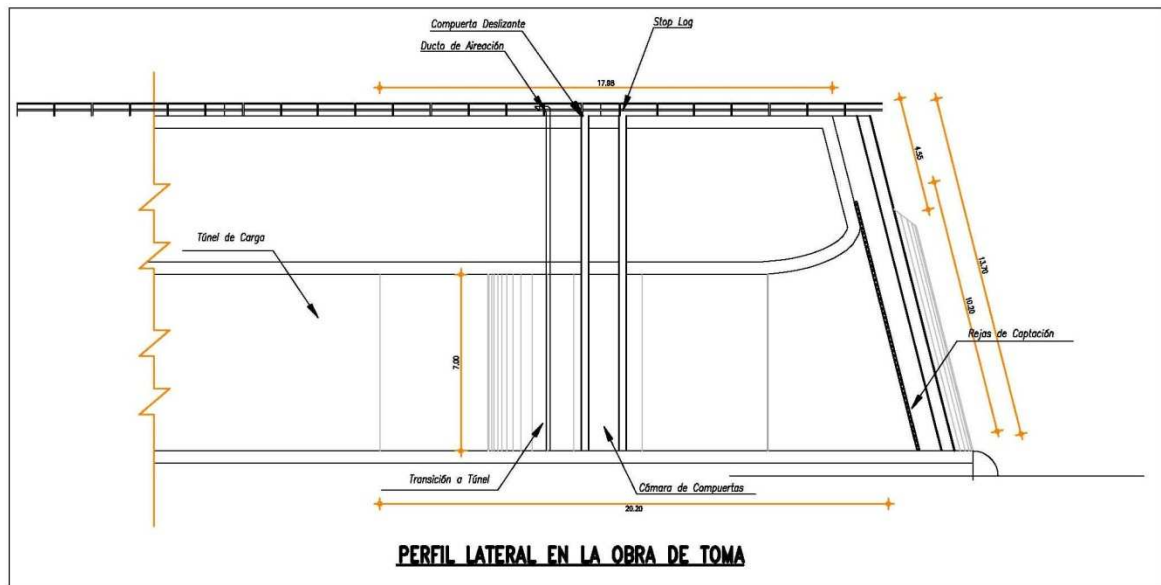 Compuerta Deslizante
Stop Log
Ducto de Aireación
17.98
4.55
13.70
10.20
Túnel de Carga
7.00
Rejas de Captación
Transición a Túnel
Cámara de Compuertas
20.20
PERFIL LATERAL EN LA OBRA DE TOMA